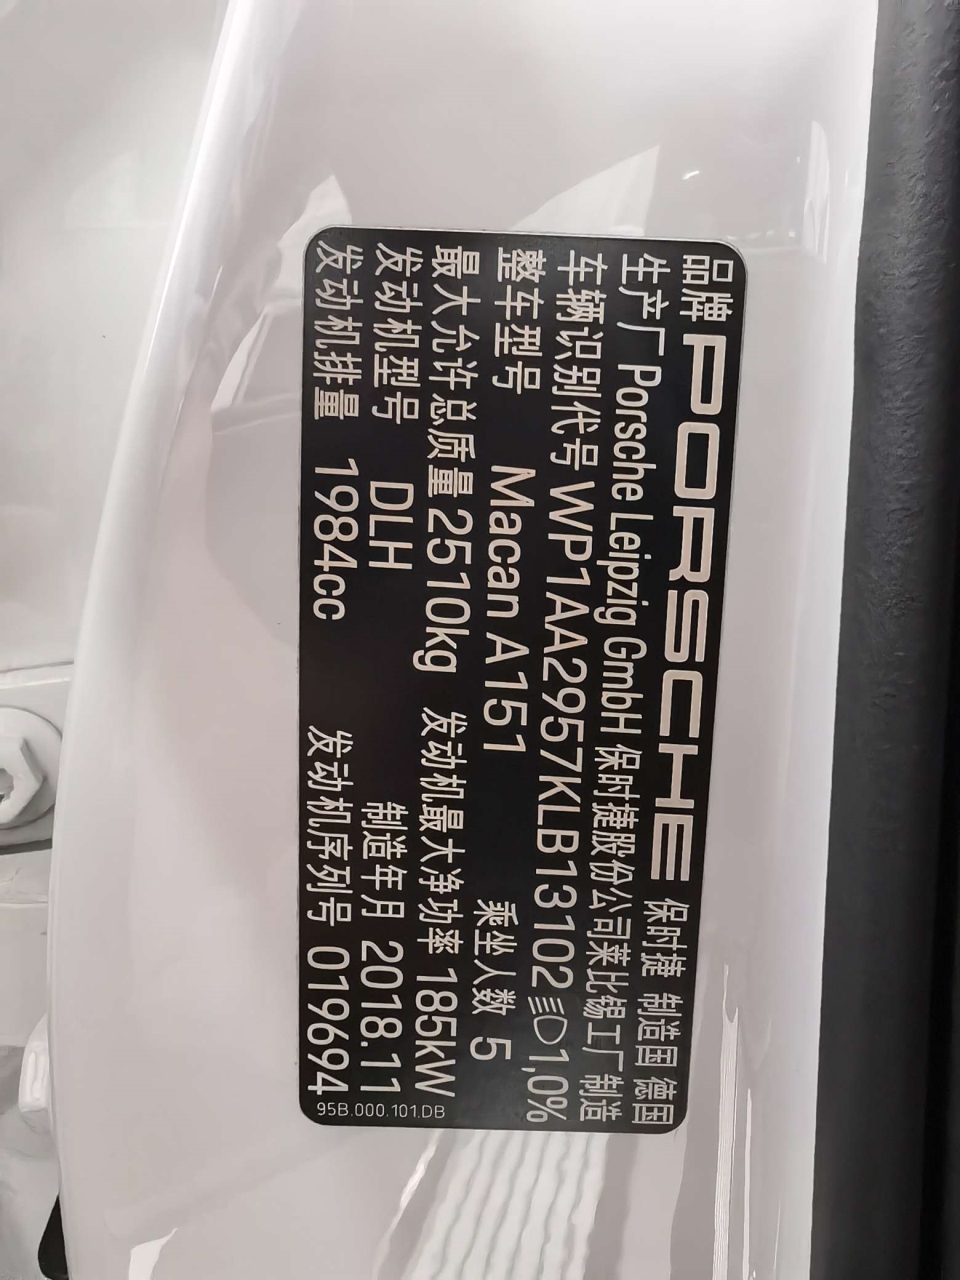 品牌 PORSCHE 保时捷 制造国 德国
生产厂 Porsche Leipzig GmbH 保时捷股份公司莱比锡工厂制造
车辆识别代号 WP1AA2957KLB13102 1,0%
整车型号 Macan A151 乘坐人数 5
最大允许总质量 2510kg 发动机最大净功率 185kW
发动机型号 DLH 制造年月 2018.11
发动机排量 1984cc 发动机序列号 019694
95B.000.101.DB